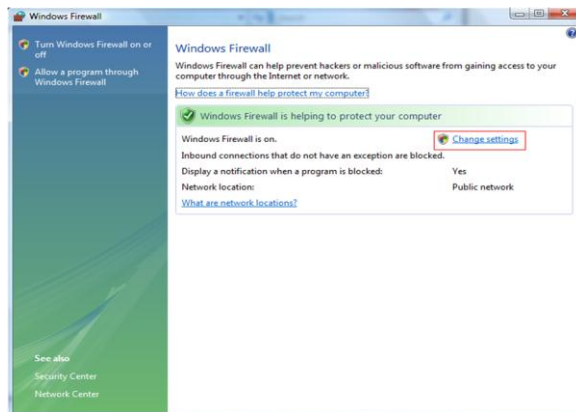 Windows Firewall
Turn Windows Firewall on or
off
Allow a program through
Windows Firewall
See also
Security Center
Network Center
Windows Firewall
Windows Firewall can help prevent hackers or malicious software from gaining access to your
computer through the Internet or network.
How does a firewall help protect my computer?
Windows Firewall is helping to protect your computer
Windows Firewall is on.
Change settings
Inbound connections that do not have an exception are blocked.
Display a notification when a program is blocked: Yes
Network location: Public network
What are network locations?